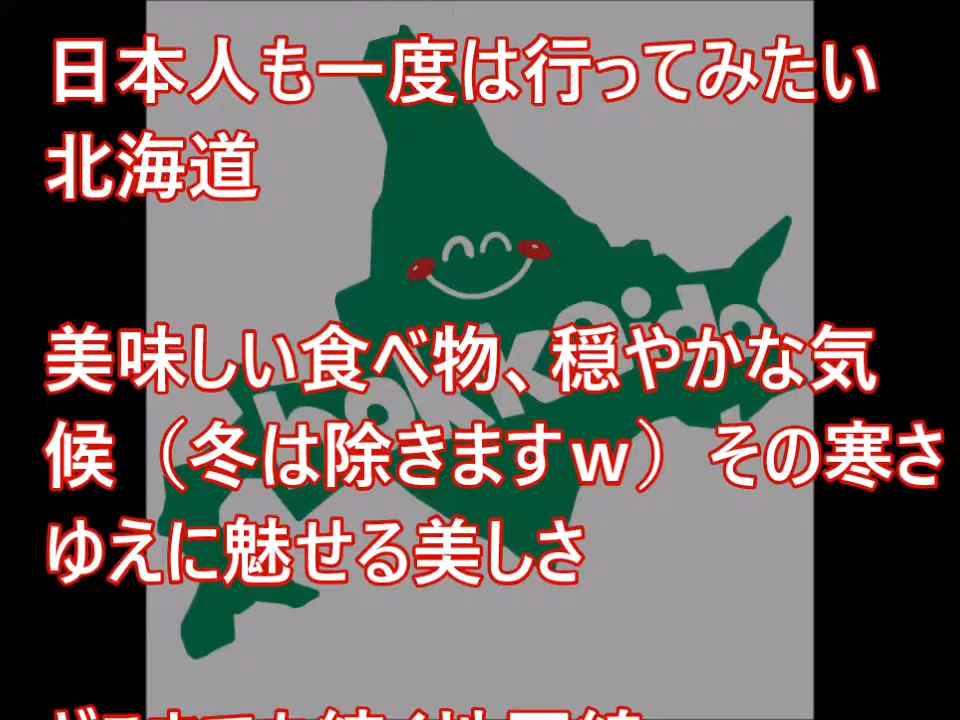 日本人も一度は行ってみたい
北海道
hokkaido
美味しい食べ物、穏やかな気
候（冬は除きますｗ）その寒さ
ゆえに魅せる美しさ